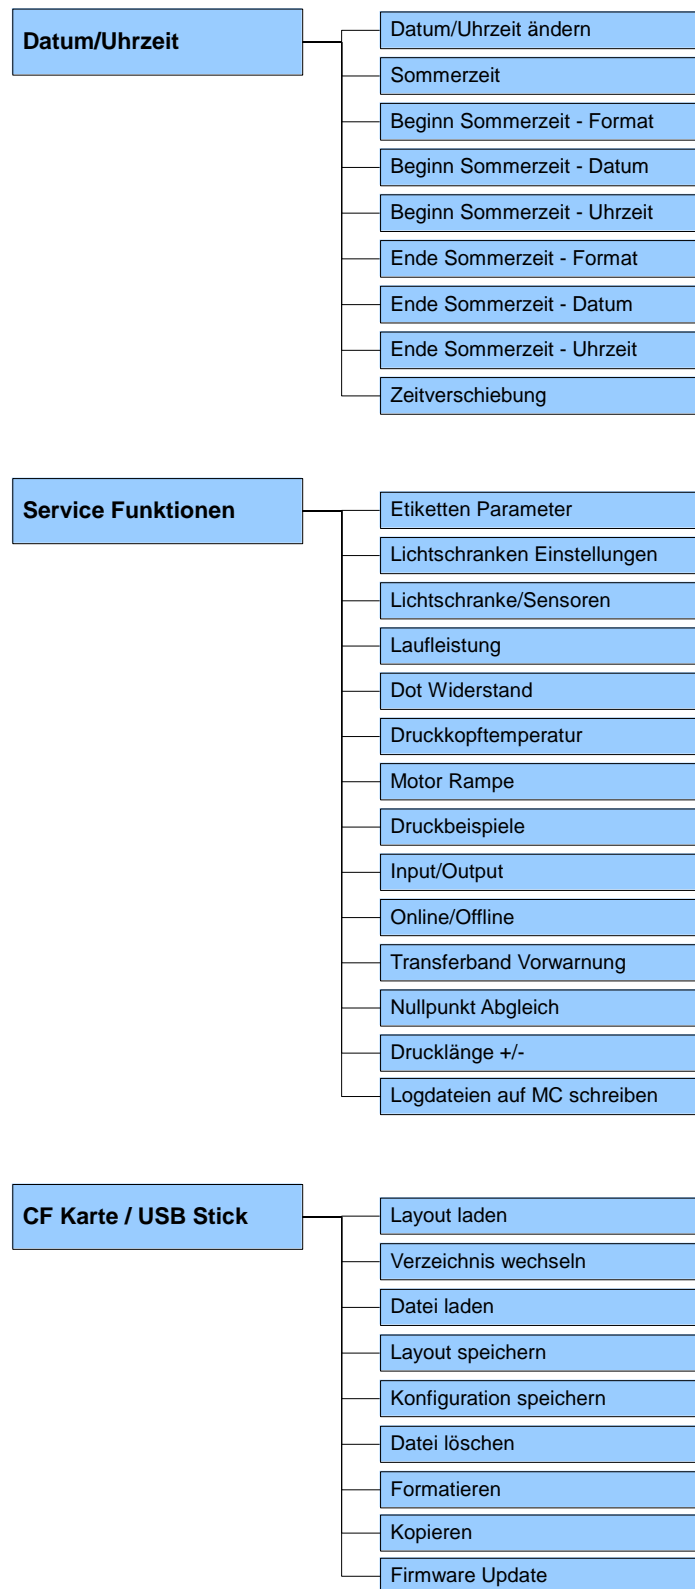 Datum/Uhrzeit
Datum/Uhrzeit ändern
Sommerzeit
Beginn Sommerzeit - Format
Beginn Sommerzeit - Datum
Beginn Sommerzeit - Uhrzeit
Ende Sommerzeit - Format
Ende Sommerzeit - Datum
Ende Sommerzeit - Uhrzeit
Zeitverschiebung
Service Funktionen
Etiketten Parameter
Lichtschranken Einstellungen
Lichtschranke/Sensoren
Laufleistung
Dot Widerstand
Druckkopftemperatur
Motor Rampe
Druckbeispiele
Input/Output
Online/Offline
Transferband Vorwarnung
Nullpunkt Abgleich
Drucklänge +/-
Logdateien auf MC schreiben
CF Karte / USB Stick
Layout laden
Verzeichnis wechseln
Datei laden
Layout speichern
Konfiguration speichern
Datei löschen
Formatieren
Kopieren
Firmware Update